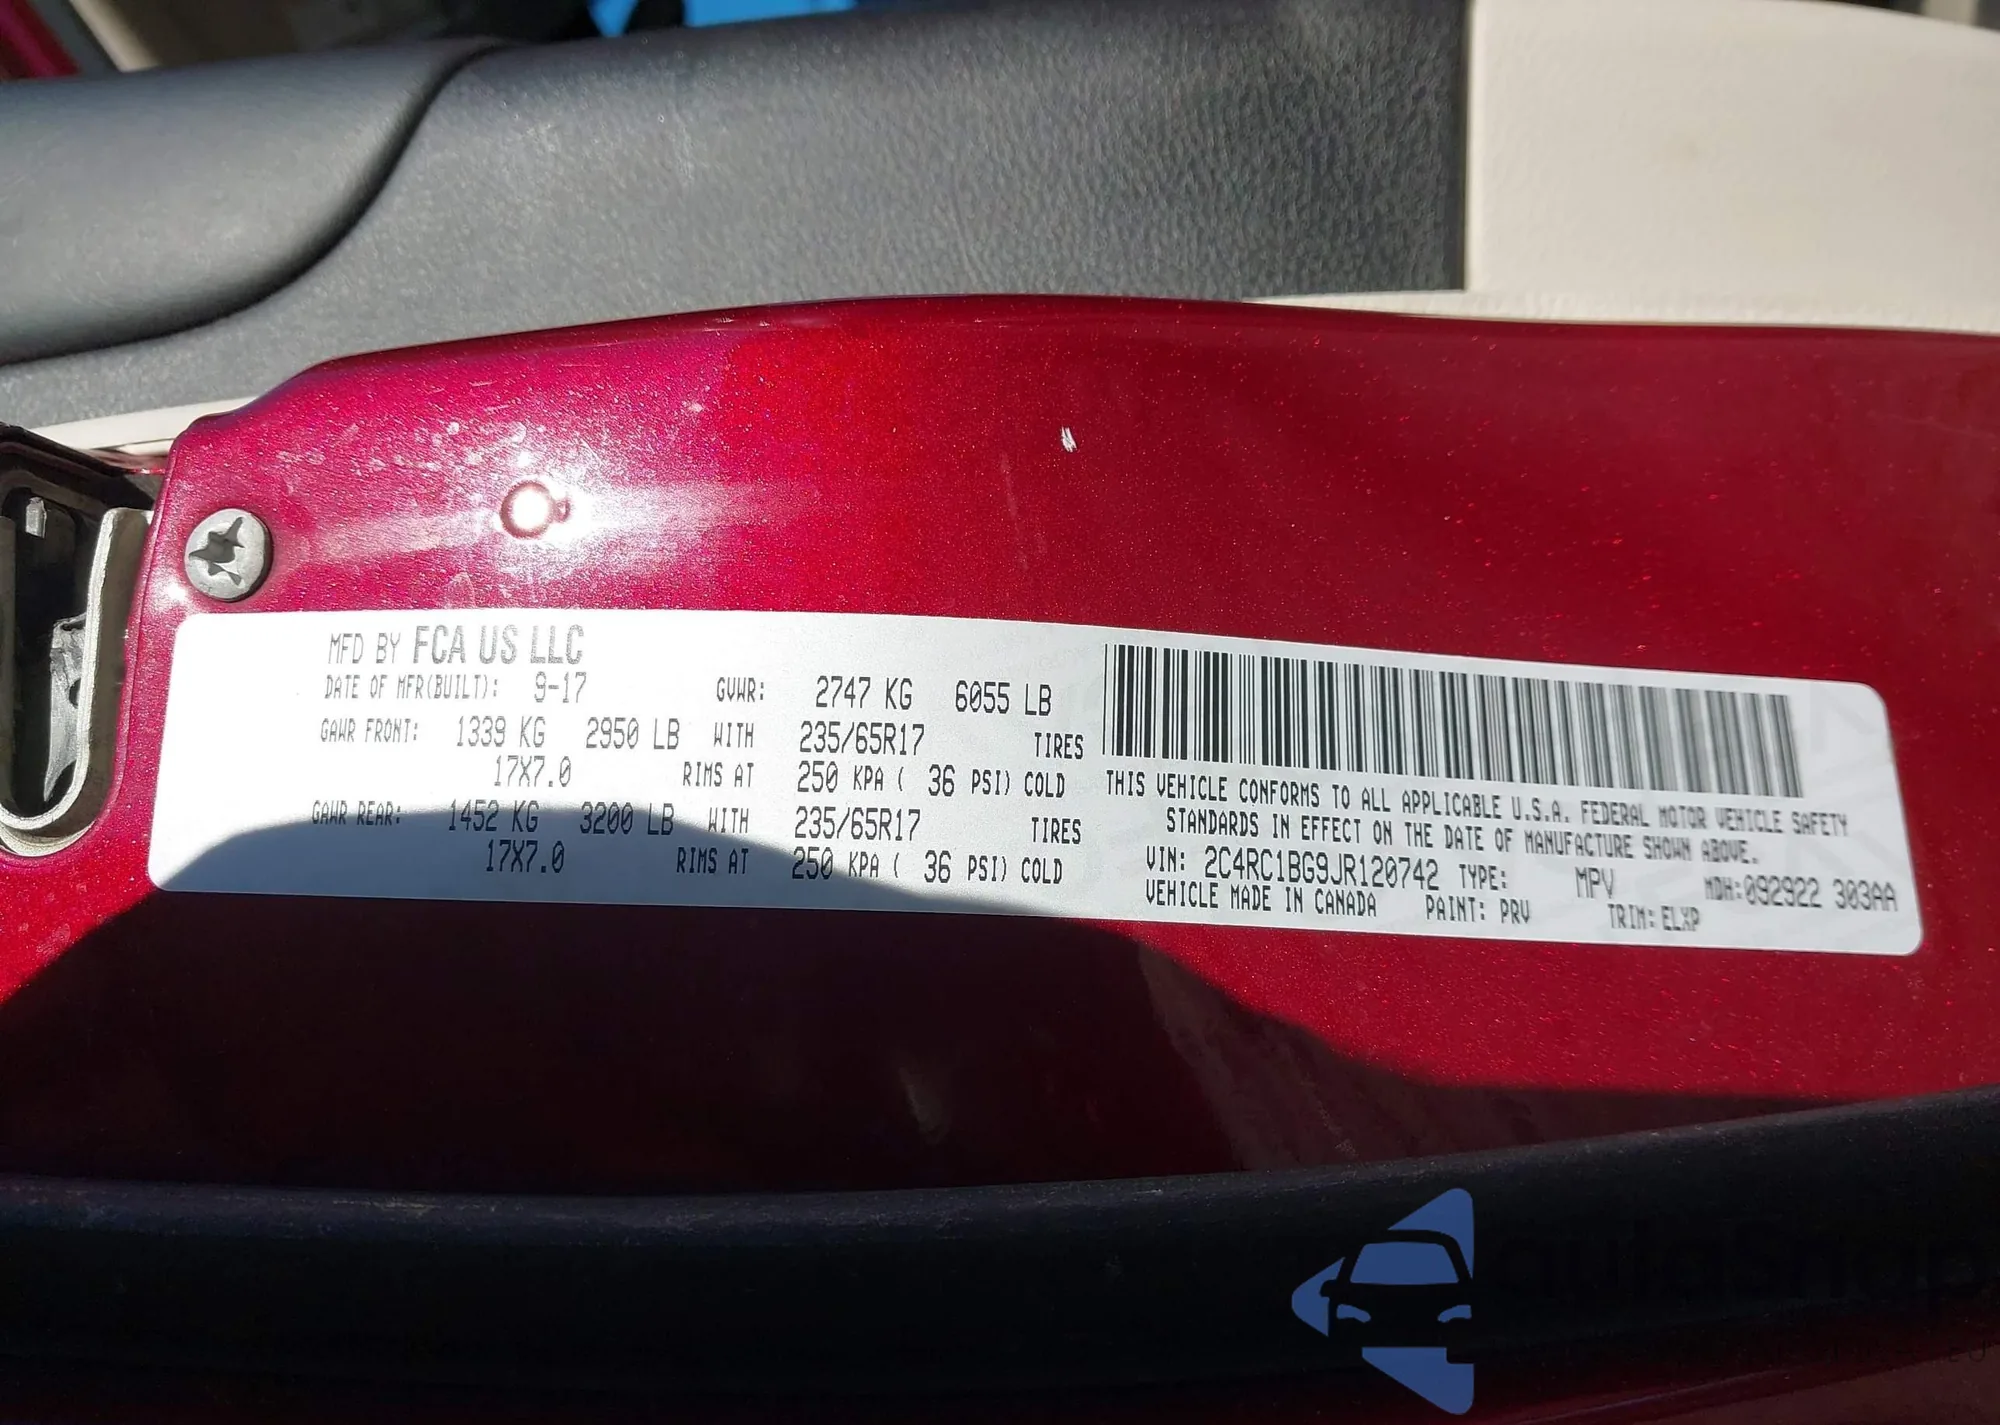 MFD BY FCA US LLC
DATE OF MFR(BUILT): 9-17 GVWR: 2747 KG 6055 LB
GAWR FRONT: 1339 KG 2950 LB WITH 235/65R17 TIRES
17X7.0 RIMS AT 250 KPA ( 36 PSI) COLD
GAWR REAR: 1452 KG 3200 LB WITH 235/65R17 TIRES
17X7.0 RIMS AT 250 KPA ( 36 PSI) COLD
THIS VEHICLE CONFORMS TO ALL APPLICABLE U.S.A. FEDERAL MOTOR VEHICLE SAFETY
STANDARDS IN EFFECT ON THE DATE OF MANUFACTURE SHOWN ABOVE.
VIN: 2C4RC1BG9JR120742 TYPE: MPV MDH:092922 303AA
VEHICLE MADE IN CANADA PAINT: PRV TRIM: ELXP